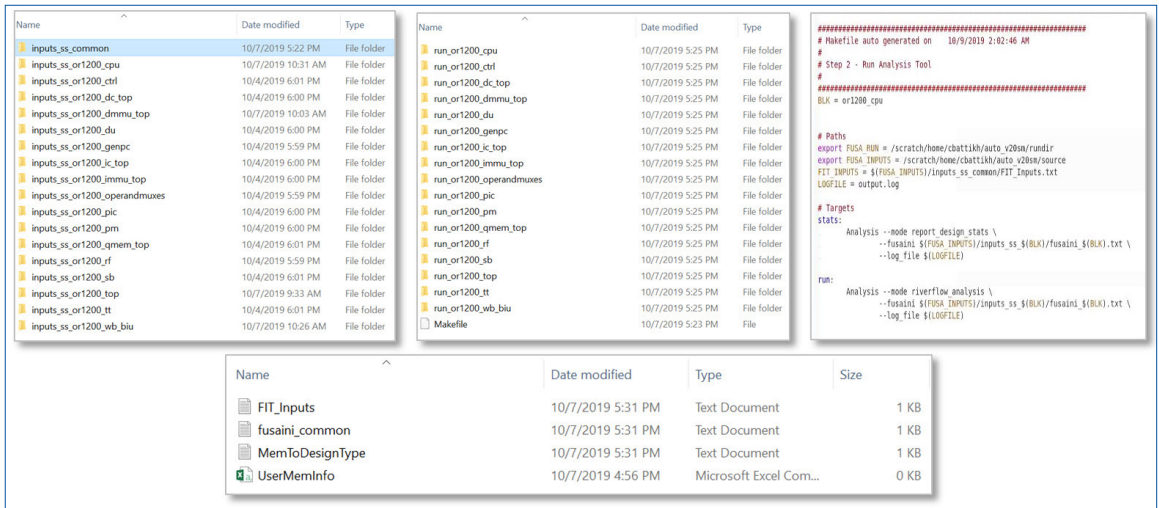 Name Date modified Type
inputs_ss_common 10/7/2019 5:22 PM File folder
inputs_ss_or1200_cpu 10/7/2019 10:31 AM File folder
inputs_ss_or1200_ctrl 10/4/2019 6:01 PM File folder
inputs_ss_or1200_dc_top 10/4/2019 6:00 PM File folder
inputs_ss_or1200_dmmu_top 10/7/2019 10:03 AM File folder
inputs_ss_or1200_du 10/4/2019 6:00 PM File folder
inputs_ss_or1200_genpc 10/4/2019 5:59 PM File folder
inputs_ss_or1200_ic_top 10/4/2019 6:00 PM File folder
inputs_ss_or1200_immu_top 10/4/2019 6:00 PM File folder
inputs_ss_or1200_operandmuxes 10/4/2019 5:59 PM File folder
inputs_ss_or1200_pic 10/4/2019 6:00 PM File folder
inputs_ss_or1200_pm 10/4/2019 6:00 PM File folder
inputs_ss_or1200_qmem_top 10/4/2019 6:01 PM File folder
inputs_ss_or1200_rf 10/4/2019 5:59 PM File folder
inputs_ss_or1200_sb 10/4/2019 6:01 PM File folder
inputs_ss_or1200_top 10/7/2019 9:33 AM File folder
inputs_ss_or1200_tt 10/4/2019 6:01 PM File folder
inputs_ss_or1200_wb_biu 10/7/2019 10:26 AM File folder
Name Date modified Type
run_or1200_cpu 10/7/2019 5:25 PM File folder
run_or1200_ctrl 10/7/2019 5:25 PM File folder
run_or1200_dc_top 10/7/2019 5:25 PM File folder
run_or1200_dmmu_top 10/7/2019 5:25 PM File folder
run_or1200_du 10/7/2019 5:25 PM File folder
run_or1200_genpc 10/7/2019 5:25 PM File folder
run_or1200_ic_top 10/7/2019 5:25 PM File folder
run_or1200_immu_top 10/7/2019 5:25 PM File folder
run_or1200_operandmuxes 10/7/2019 5:25 PM File folder
run_or1200_pic 10/7/2019 5:25 PM File folder
run_or1200_pm 10/7/2019 5:25 PM File folder
run_or1200_qmem_top 10/7/2019 5:25 PM File folder
run_or1200_rf 10/7/2019 5:25 PM File folder
run_or1200_sb 10/7/2019 5:25 PM File folder
run_or1200_top 10/7/2019 5:25 PM File folder
run_or1200_tt 10/7/2019 5:25 PM File folder
run_or1200_wb_biu 10/7/2019 5:25 PM File folder
Makefile 10/7/2019 5:23 PM File
##################################################################
# Makefile auto generated on 10/9/2019 2:02:46 AM
#
# Step 2 - Run Analysis Tool
#
##################################################################
BLK = or1200_cpu
# Paths
export FUSA_RUN = /scratch/home/cbattikh/auto_v20sm/rundir
export FUSA_INPUTS = /scratch/home/cbattikh/auto_v20sm/source
FIT_INPUTS = $(FUSA_INPUTS)/inputs_ss_common/FIT_Inputs.txt
LOGFILE = output.log
# Targets
stats:
Analysis --mode report_design_stats \
--fusaini $(FUSA_INPUTS)/inputs_ss_$(BLK)/fusaini_$(BLK).txt \
--log_file $(LOGFILE)
run:
Analysis --mode riverflow_analysis \
--fusaini $(FUSA_INPUTS)/inputs_ss_$(BLK)/fusaini_$(BLK).txt \
--log_file $(LOGFILE)
Name Date modified Type Size
FIT_Inputs 10/7/2019 5:31 PM Text Document 1 KB
fusaini_common 10/7/2019 5:31 PM Text Document 1 KB
MemToDesignType 10/7/2019 5:31 PM Text Document 1 KB
UserMemInfo 10/7/2019 4:56 PM Microsoft Excel Com... 0 KB